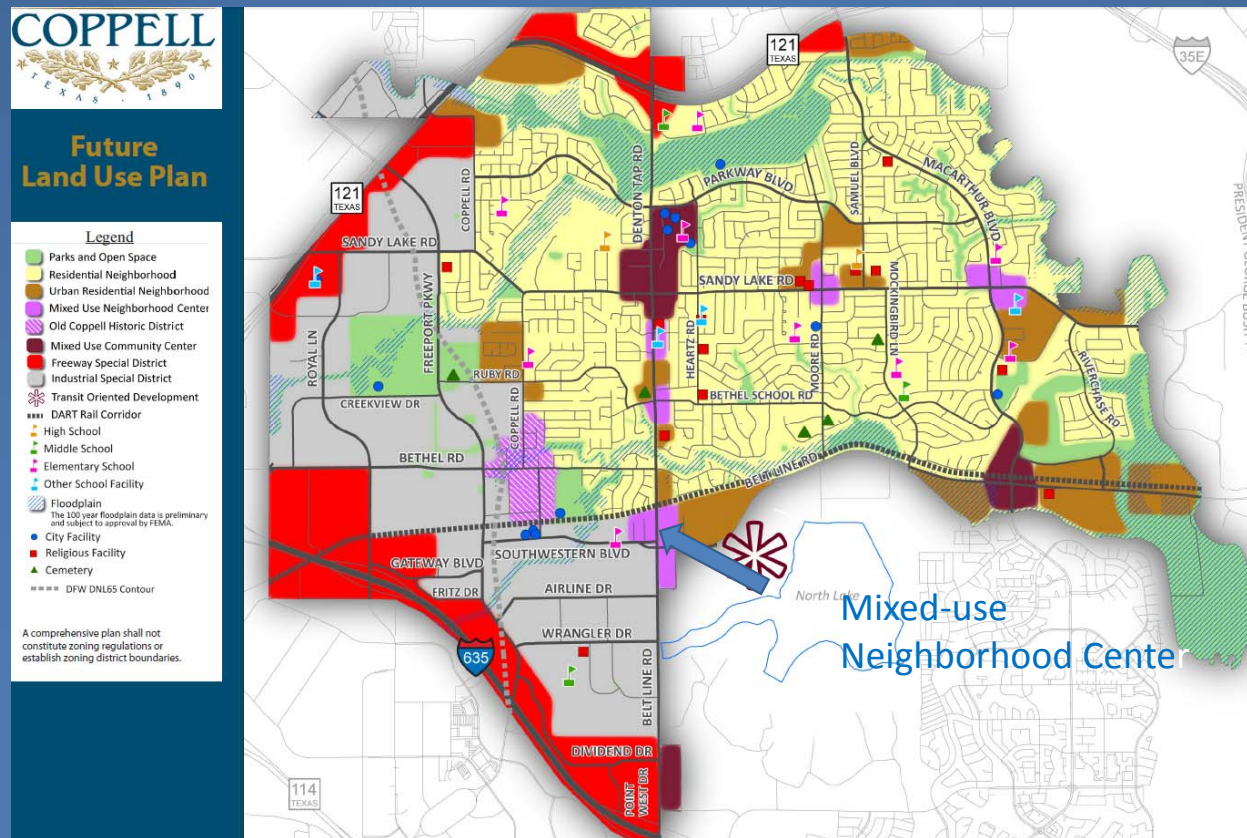 COPPELL
TEXAS · 1890
Future
Land Use Plan
Legend
Parks and Open Space
Residential Neighborhood
Urban Residential Neighborhood
Mixed Use Neighborhood Center
Old Coppell Historic District
Mixed Use Community Center
Freeway Special District
Industrial Special District
Transit Oriented Development
DART Rail Corridor
High School
Middle School
Elementary School
Other School Facility
Floodplain
The 100 year floodplain data is preliminary
and subject to approval by FEMA.
City Facility
Religious Facility
Cemetery
DFW DNL65 Contour
A comprehensive plan shall not
constitute zoning regulations or
establish zoning district boundaries.
121
TEXAS
35E
121
TEXAS
SANDY LAKE RD
COPPELL RD
DENTON TAP RD
PARKWAY BLVD
SAMUEL BLVD
MACARTHUR BLVD
ROYAL LN
FREEPORT PKWY
SANDY LAKE RD
HEARTZ RD
MOORE RD
MOCKINGBIRD LN
RIVERCHASE RD
RUBY RD
CREEKVIEW DR
COPPELL RD
BETHEL SCHOOL RD
BETHEL RD
BELT LINE RD
GATEWAY BLVD
SOUTHWESTERN BLVD
FRITZ DR
AIRLINE DR
WRANGLER DR
635
BELT LINE RD
DIVIDEND DR
POINT
WEST DR
114
TEXAS
North Lake
Mixed-use
Neighborhood Center